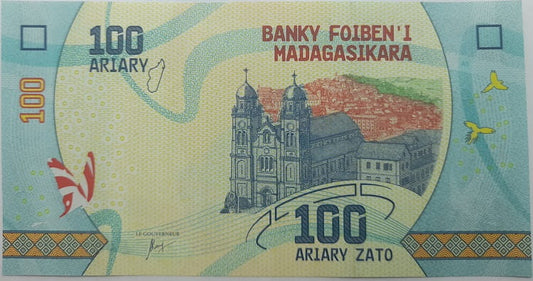 100
ARIARY
BANKY FOIBEN'I
MADAGASIKARA
100
LE GOUVERNEUR
100
ARIARY ZATO